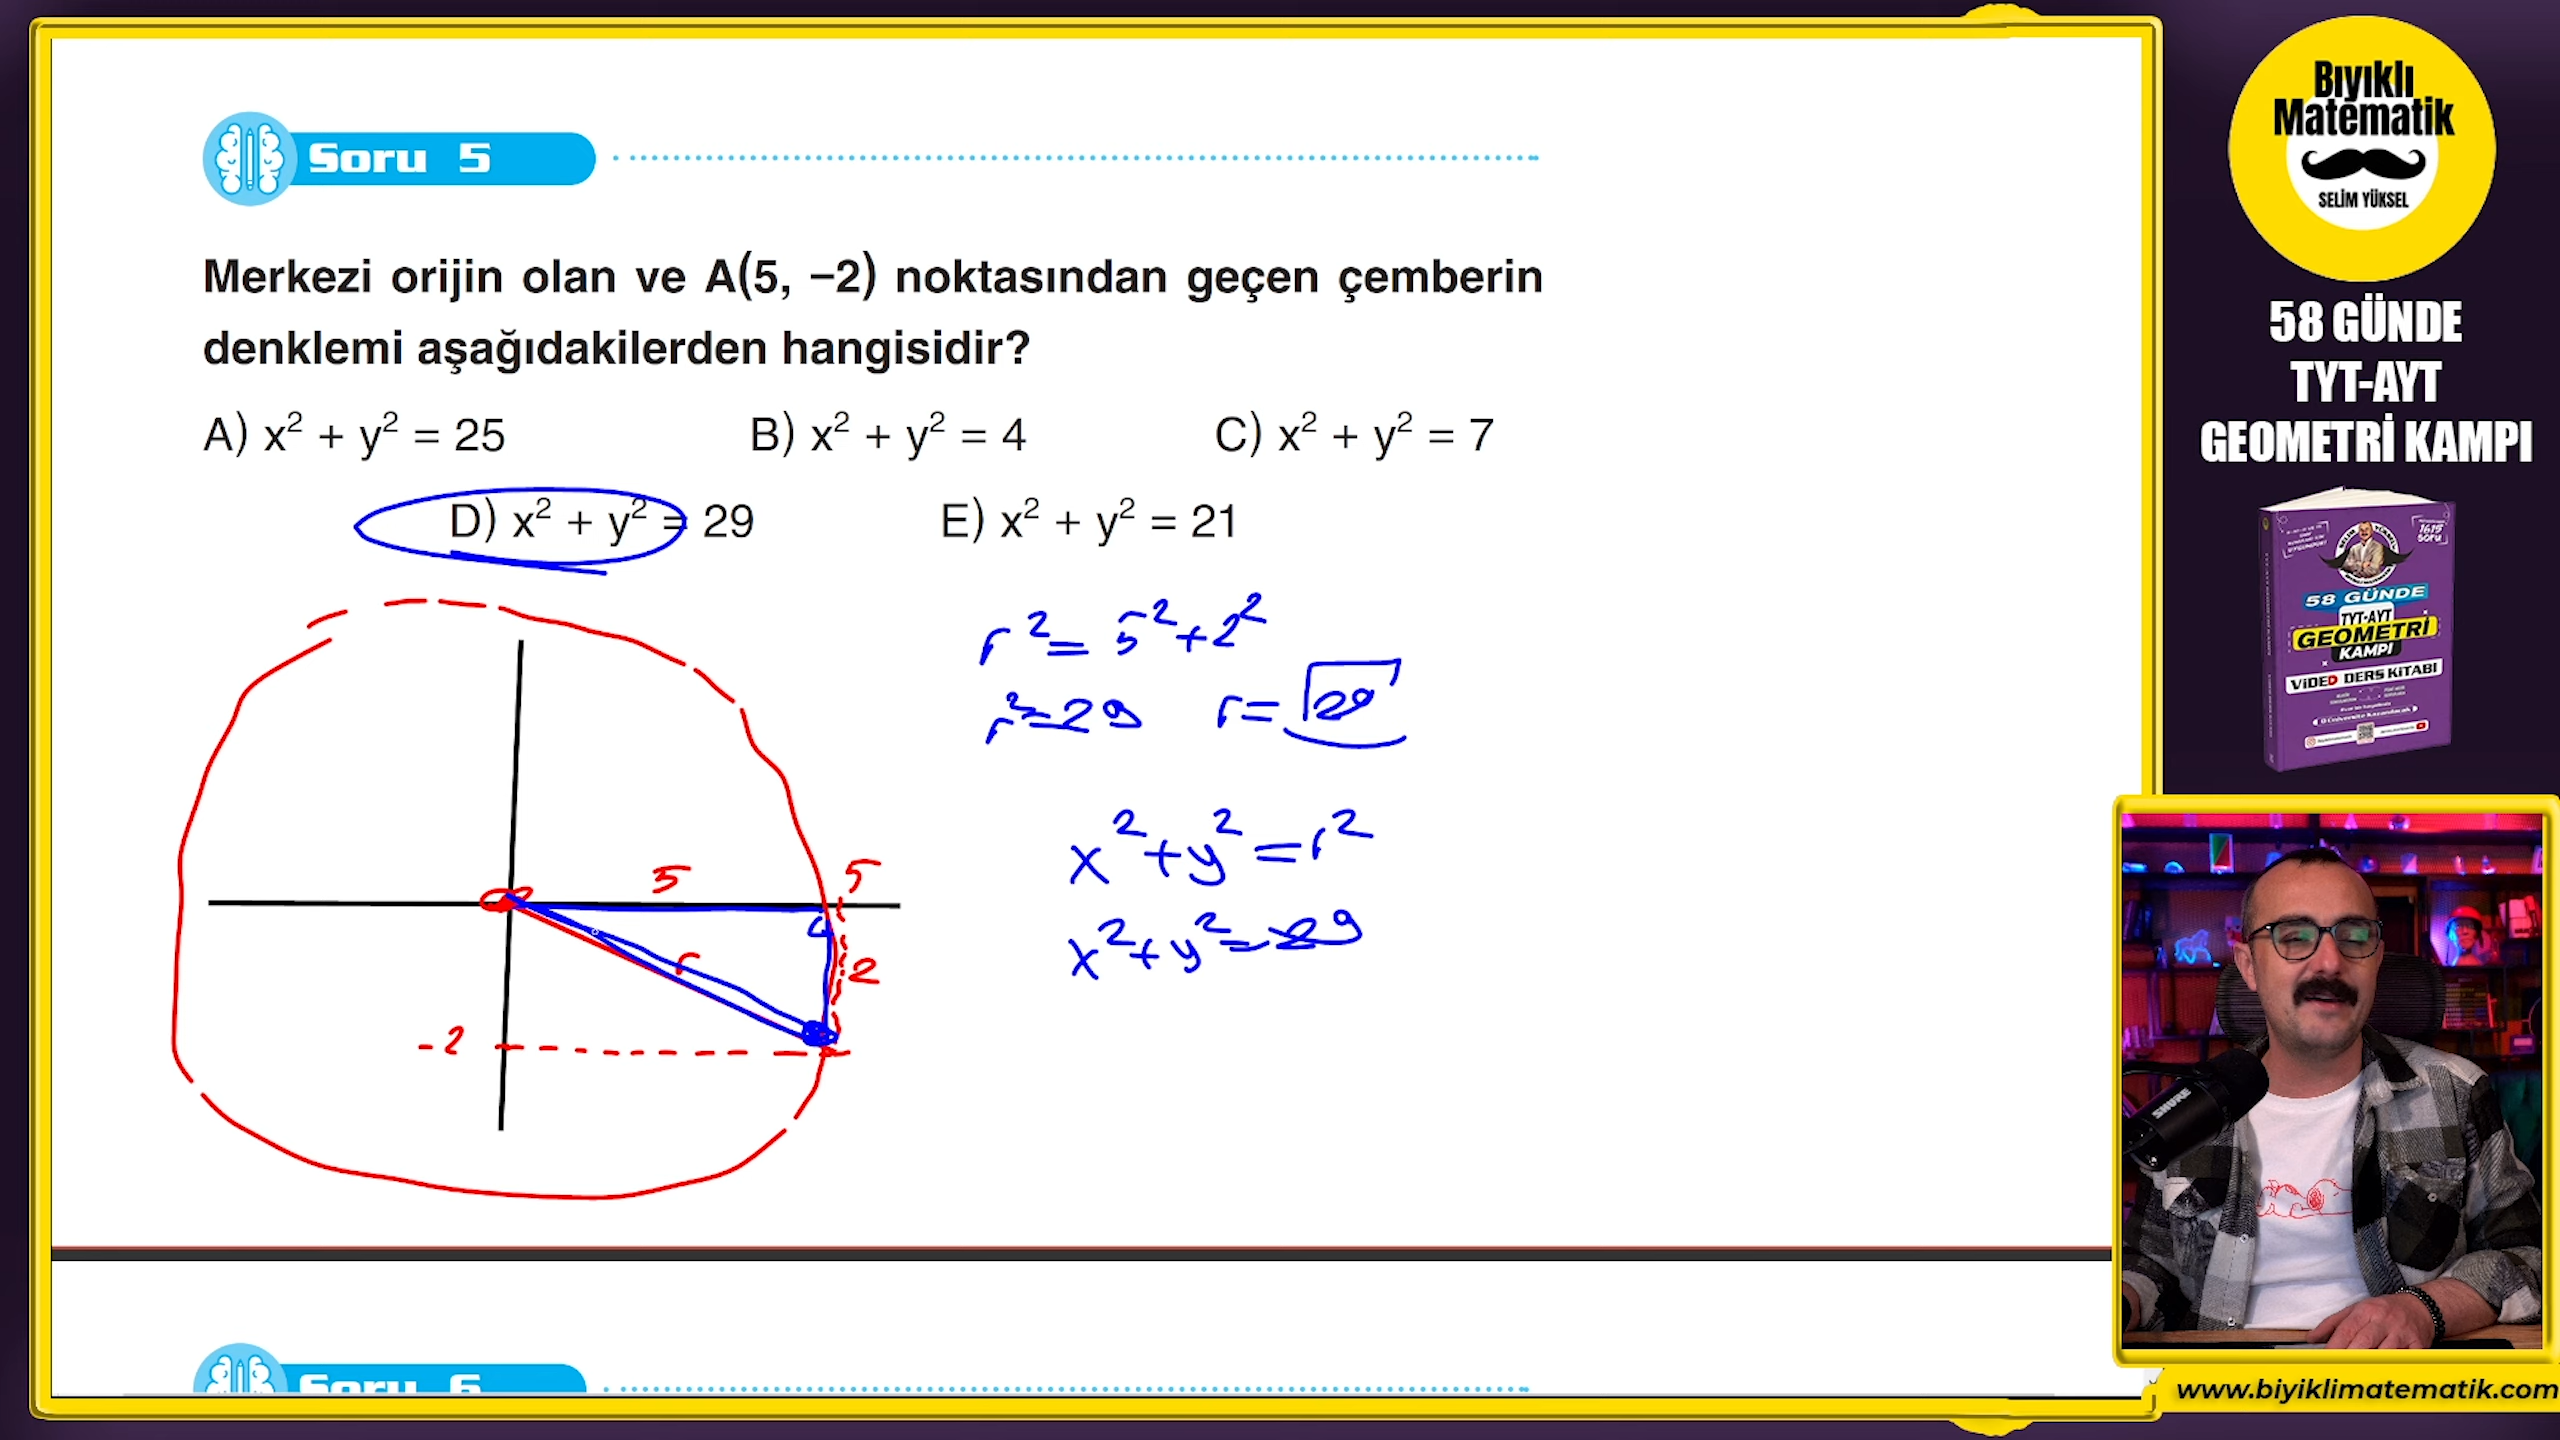 Soru 5
Merkezi orijin olan ve A(5, –2) noktasından geçen çemberin
denklemi aşağıdakilerden hangisidir?
A) x² + y² = 25 B) x² + y² = 4 C) x² + y² = 7
D) x² + y² = 29 E) x² + y² = 21
r² = 5² + 2²
r² = 29 r = √29
x² + y² = r²
x² + y² = 29
5 5
r 2
-2
Soru 6
Bıyıklı
Matematik
SELİM YÜKSEL
58 GÜNDE
TYT-AYT
GEOMETRİ KAMPI
1615
SORU
58 GÜNDE
TYT-AYT
GEOMETRİ
KAMPI
VİDEO DERS KİTABI
SHURE
www.biyiklimatematik.com